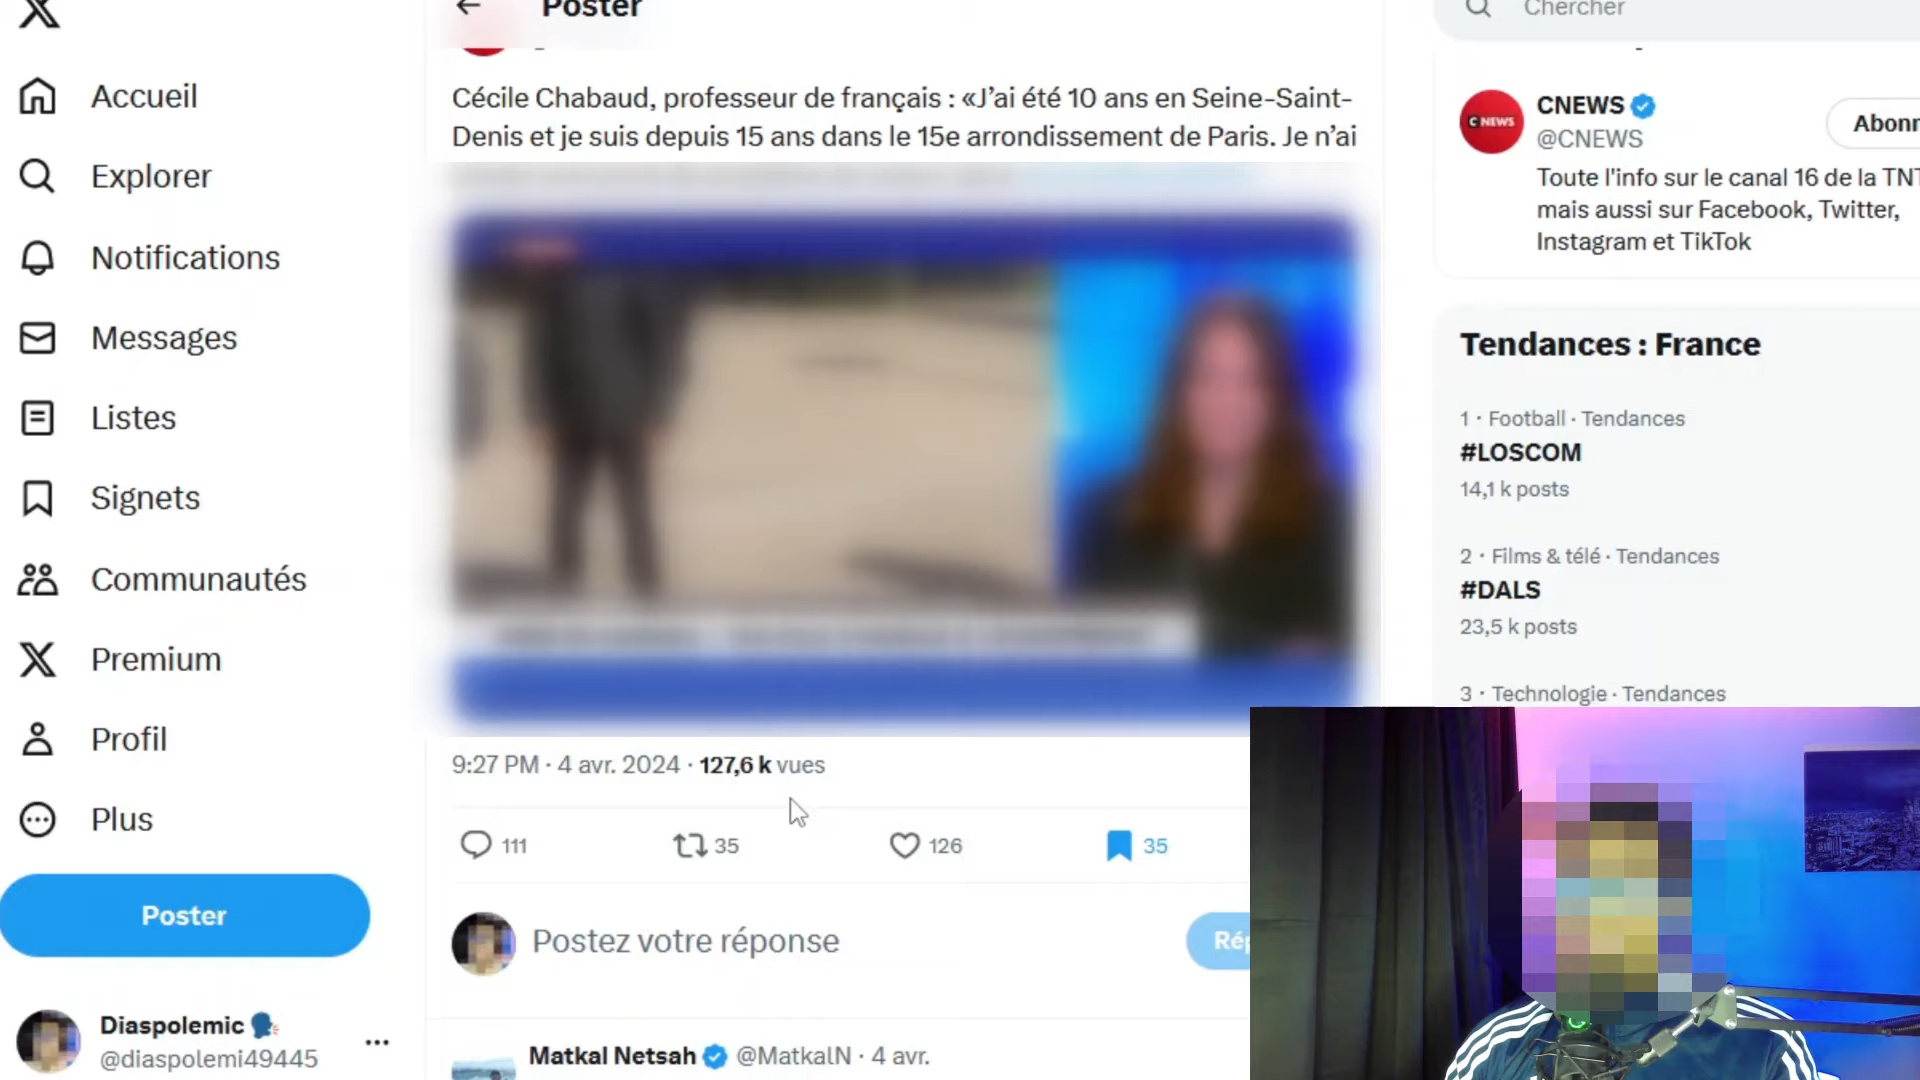 Accueil
Explorer
Notifications
Messages
Listes
Signets
Communautés
Premium
Profil
Plus
Poster
Diaspolemic
@diaspolemi49445
Poster
Cécile Chabaud, professeur de français : «J’ai été 10 ans en Seine-Saint-
Denis et je suis depuis 15 ans dans le 15e arrondissement de Paris. Je n’ai
9:27 PM · 4 avr. 2024 · 127,6 k vues
111
35
126
35
Postez votre réponse
Rép
Matkal Netsah @MatkalN · 4 avr.
Chercher
C NEWS
CNEWS
@CNEWS
Abonn
Toute l'info sur le canal 16 de la TNT
mais aussi sur Facebook, Twitter,
Instagram et TikTok
Tendances : France
1 · Football · Tendances
#LOSCOM
14,1 k posts
2 · Films & télé · Tendances
#DALS
23,5 k posts
3 · Technologie · Tendances